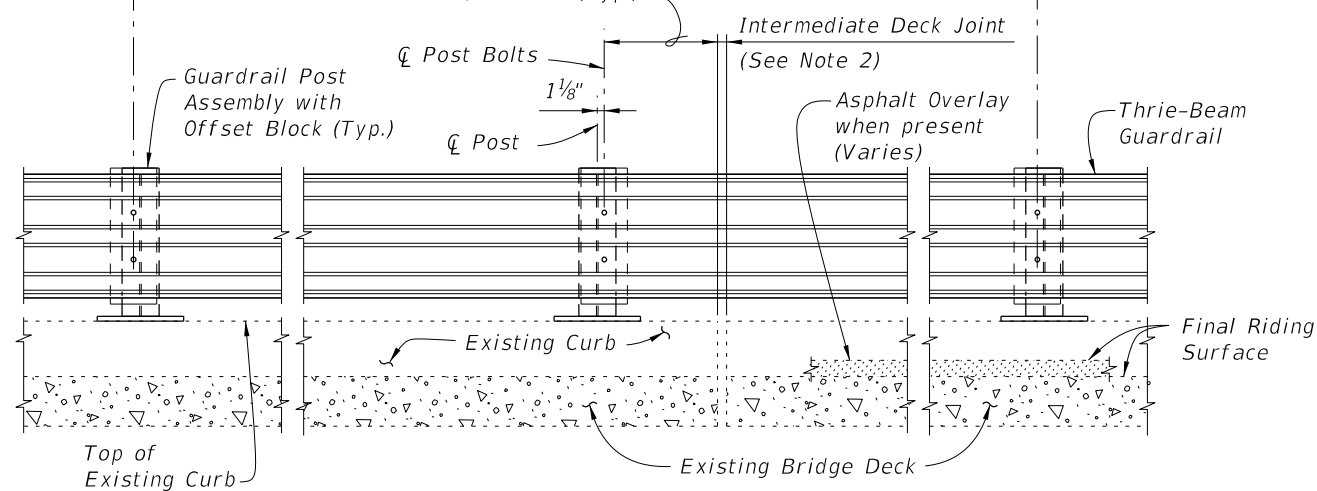 Intermediate Deck Joint
(See Note 2)
℄ Post Bolts
Guardrail Post
Assembly with
Offset Block (Typ.)
1⅛"
℄ Post
Asphalt Overlay
when present
(Varies)
Thrie-Beam
Guardrail
Existing Curb
Final Riding
Surface
Top of
Existing Curb
Existing Bridge Deck